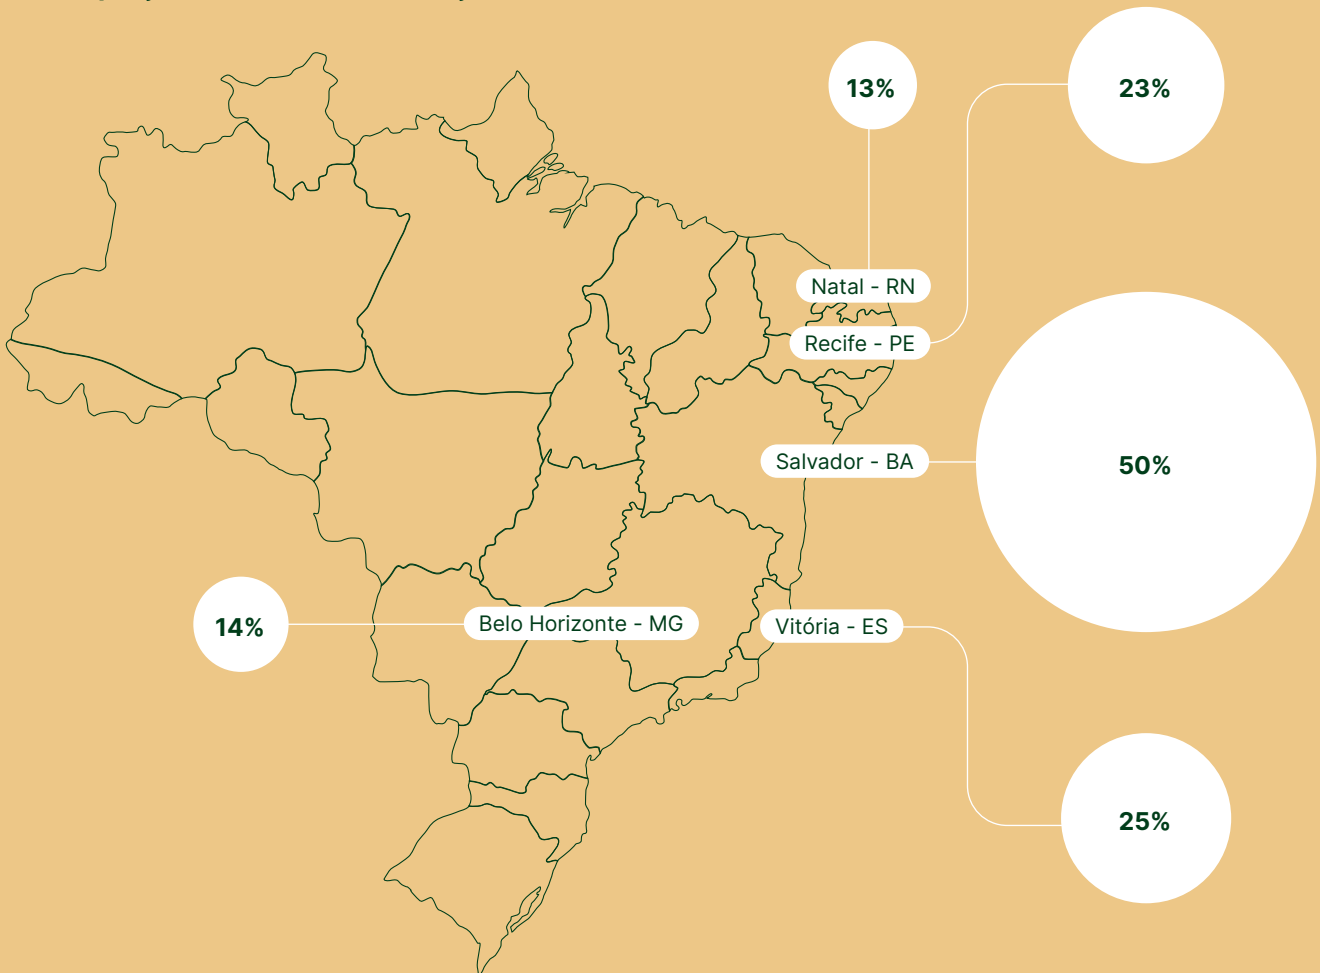 13%
23%
Natal - RN
Recife - PE
Salvador - BA
50%
14%
Belo Horizonte - MG
Vitória - ES
25%